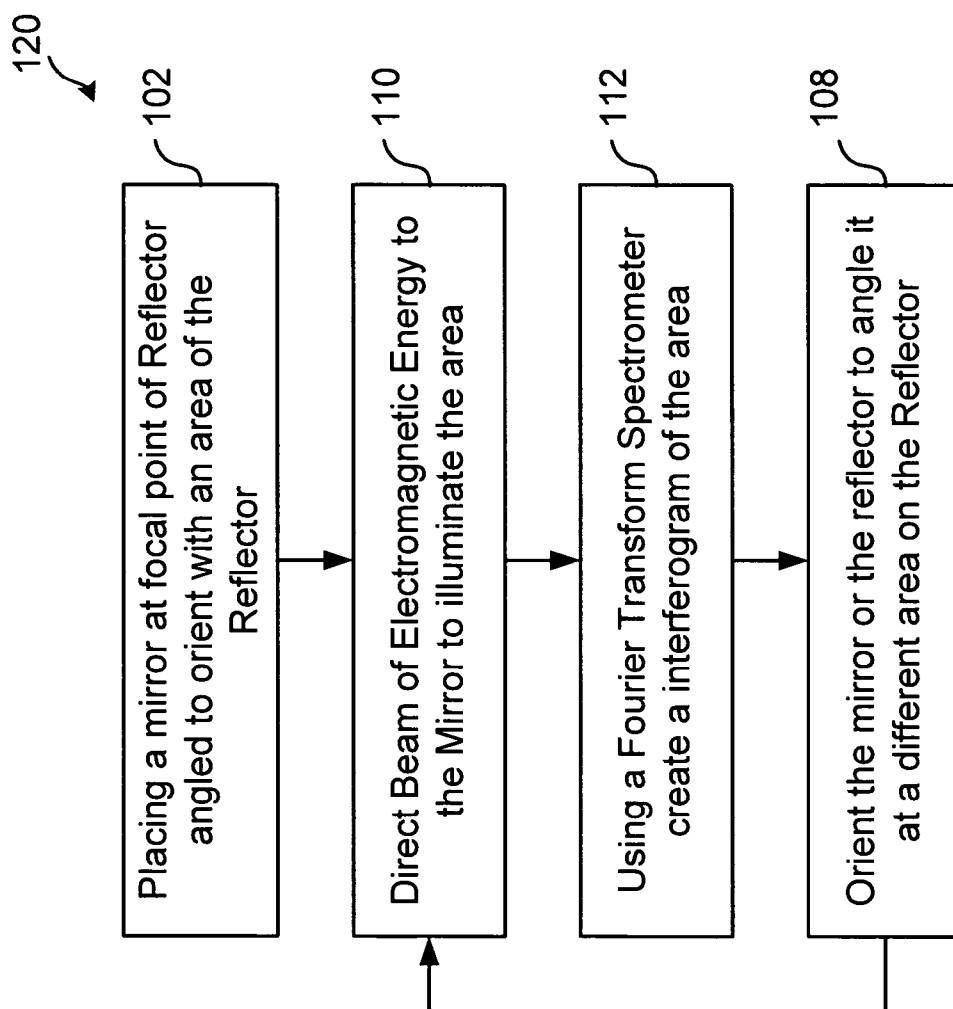 120
102
Placing a mirror at focal point of Reflector
angled to orient with an area of the
Reflector
110
Direct Beam of Electromagnetic Energy to
the Mirror to illuminate the area
112
Using a Fourier Transform Spectrometer
create a interferogram of the area
108
Orient the mirror or the reflector to angle it
at a different area on the Reflector